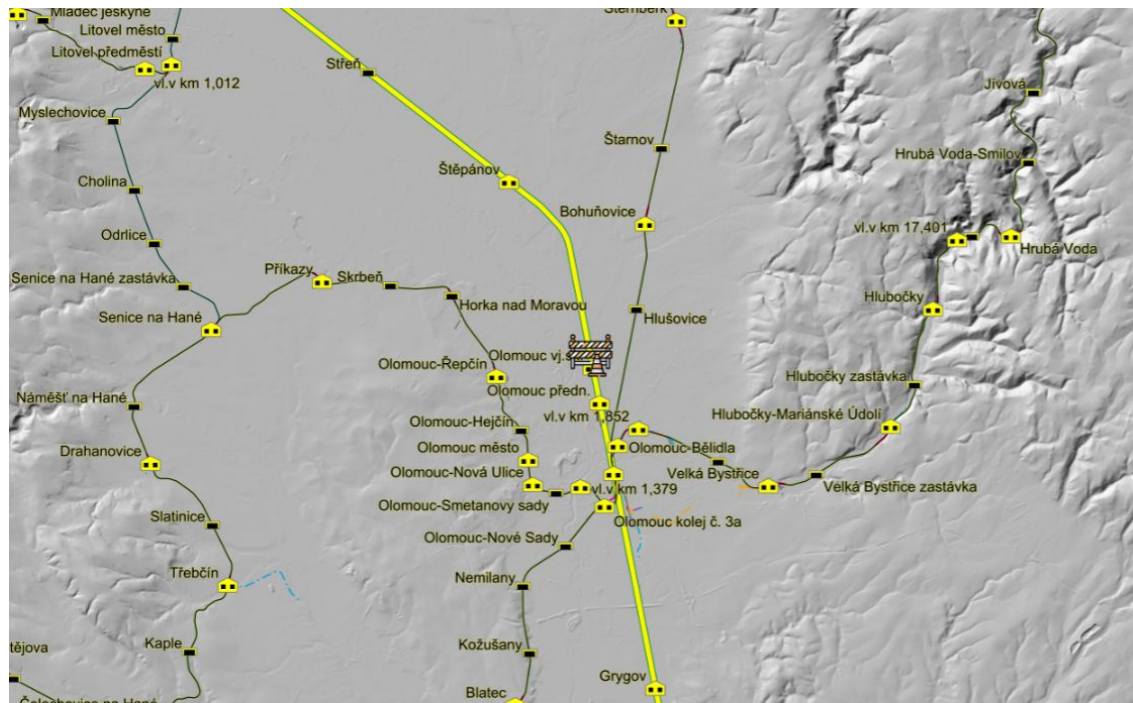 Mladeč jeskyně
Šternberk
Litovel město
Litovel předměstí
Střeň
vl.v km 1,012
Jívová
Myslechovice
Štarnov
Hrubá Voda-Smilov
Štěpánov
Cholina
Bohuňovice
vl.v km 17,401
Odrlice
Hrubá Voda
Příkazy
Skrbeň
Senice na Hané zastávka
Horka nad Moravou
Hlubočky
Senice na Hané
Hlušovice
Olomouc vj.s
Olomouc-Řepčín
Hlubočky zastávka
Olomouc předn.
Náměšť na Hané
vl.v km 1,852
Hlubočky-Mariánské Údolí
Olomouc-Hejčín
Olomouc město
Olomouc-Bělidla
Drahanovice
Olomouc-Nová Ulice
Velká Bystřice
vl.v km 1,379
Velká Bystřice zastávka
Olomouc-Smetanovy sady
Slatinice
Olomouc kolej č. 3a
Olomouc-Nové Sady
Třebčín
Nemilany
Kaple
Kožušany
tějova
Grygov
Blatec
Čelechovice na Hané